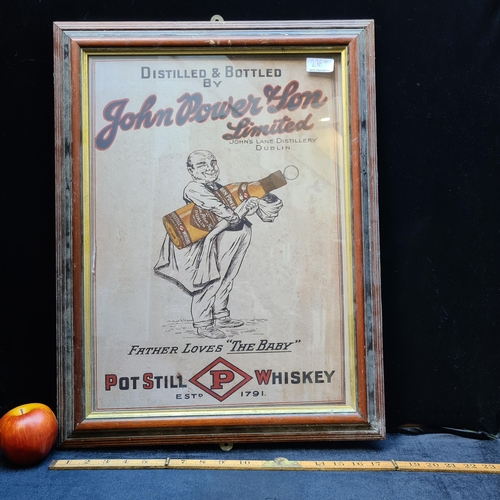 DISTILLED & BOTTLED
BY
John Power & Son
Limited
JOHN'S LANE DISTILLERY
DUBLIN.
FATHER LOVES "THE BABY"
POT STILL P WHISKEY
ESTD 1791.